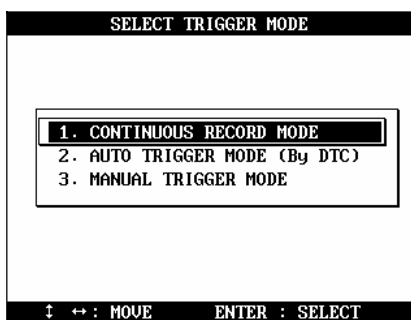 SELECT TRIGGER MODE
1. CONTINUOUS RECORD MODE
2. AUTO TRIGGER MODE (By DTC)
3. MANUAL TRIGGER MODE
↕ ↔: MOVE ENTER : SELECT